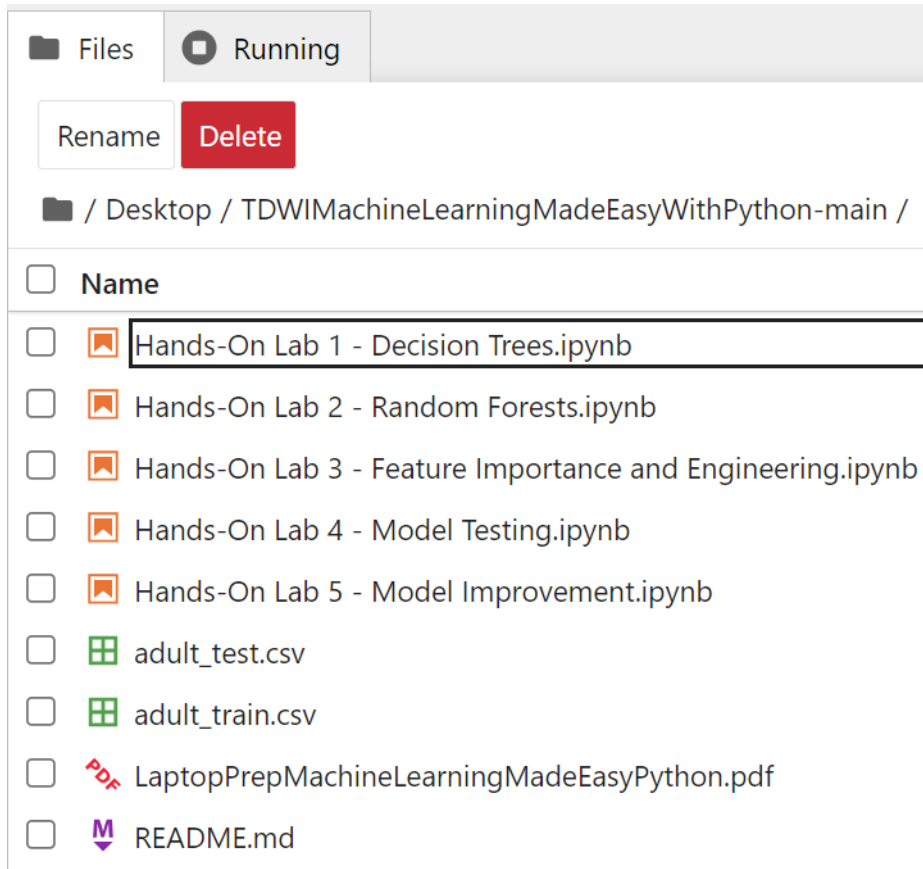 Files Running
Rename Delete
/ Desktop / TDWIMachineLearningMadeEasyWithPython-main /
Name
Hands-On Lab 1 - Decision Trees.ipynb
Hands-On Lab 2 - Random Forests.ipynb
Hands-On Lab 3 - Feature Importance and Engineering.ipynb
Hands-On Lab 4 - Model Testing.ipynb
Hands-On Lab 5 - Model Improvement.ipynb
adult_test.csv
adult_train.csv
PDF LaptopPrepMachineLearningMadeEasyPython.pdf
M README.md